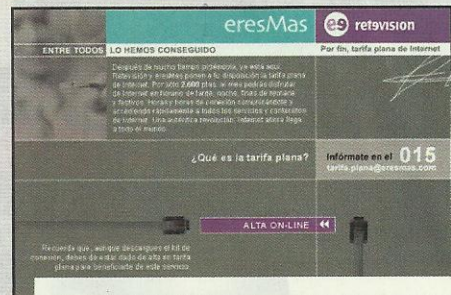 eresMas
retevision
ENTRE TODOS LO HEMOS CONSEGUIDO
Por fin, tarifa plana de Internet
Después de mucho tiempo pidiéndola, ya está aquí.
Retevisión y eresMas ponen a tu disposición la tarifa plana
de Internet. Por sólo 2.600 ptas. al mes podrás disfrutar
de Internet en horario de tarde, noche, fines de semana
y festivos. Horas y horas de conexión comunicándote y
accediendo rápidamente a todos los servicios y contenidos
de Internet. Una auténtica revolución: Internet ahora llega
a todo el mundo.
¿Qué es la tarifa plana?
Infórmate en el 015
tarifa.plana@eresmas.com
ALTA ON-LINE
Recuerda que, aunque descargues el kit de
conexión, debes de estar dado de alta en tarifa
plana para beneficiarte de este servicio.